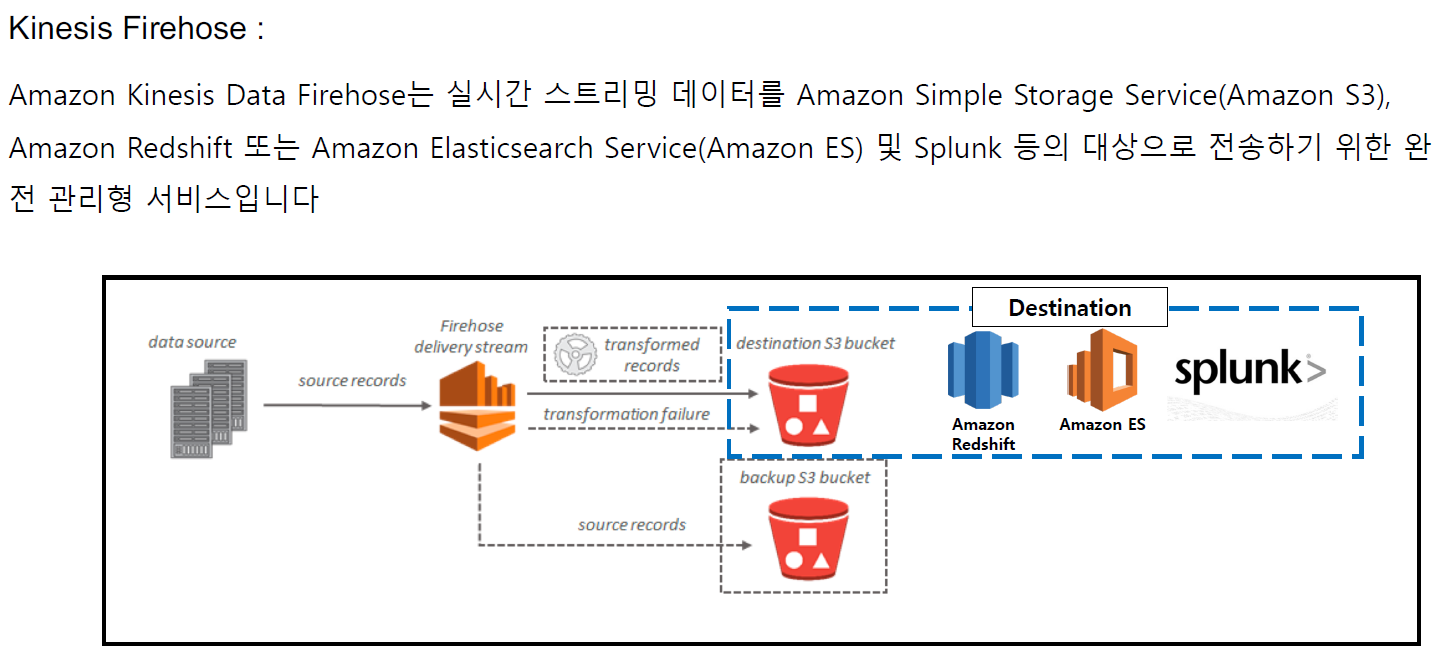 Kinesis Firehose :
Amazon Kinesis Data Firehose는 실시간 스트리밍 데이터를 Amazon Simple Storage Service(Amazon S3),
Amazon Redshift 또는 Amazon Elasticsearch Service(Amazon ES) 및 Splunk 등의 대상으로 전송하기 위한 완
전 관리형 서비스입니다
Destination
data source
source records
Firehose
delivery stream
transformed
records
transformation failure
destination S3 bucket
Amazon
Redshift
Amazon ES
splunk>
backup S3 bucket
source records